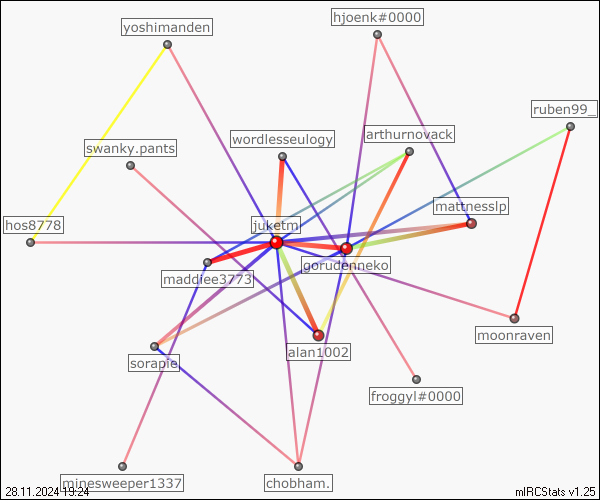 hjoenk#0000
yoshimanden
ruben99_
arthurnovack
wordlesseulogy
swanky.pants
mattnesslp
hos8778
juketm
gorudenneko
maddiee3773
moonraven
alan1002
sorapie
froggyl#0000
minesweeper1337
chobham.
28.11.2024 19:24
mIRCStats v1.25